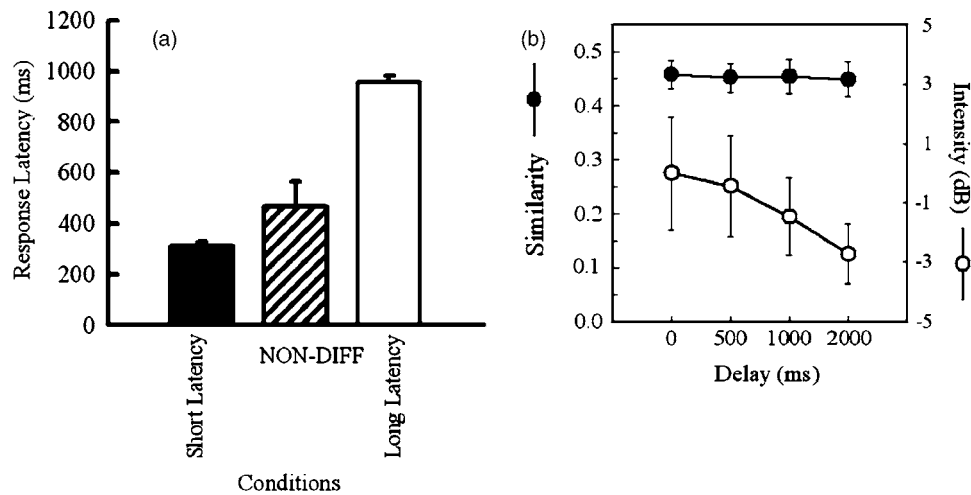 (a)
Response Latency (ms)
1200
1000
800
600
400
200
0
Short Latency
NON-DIFF
Long Latency
Conditions
(b)
Similarity
0.5
0.4
0.3
0.2
0.1
0.0
5
3
1
-1
-3
-5
Intensity (dB)
0 500 1000 2000
Delay (ms)